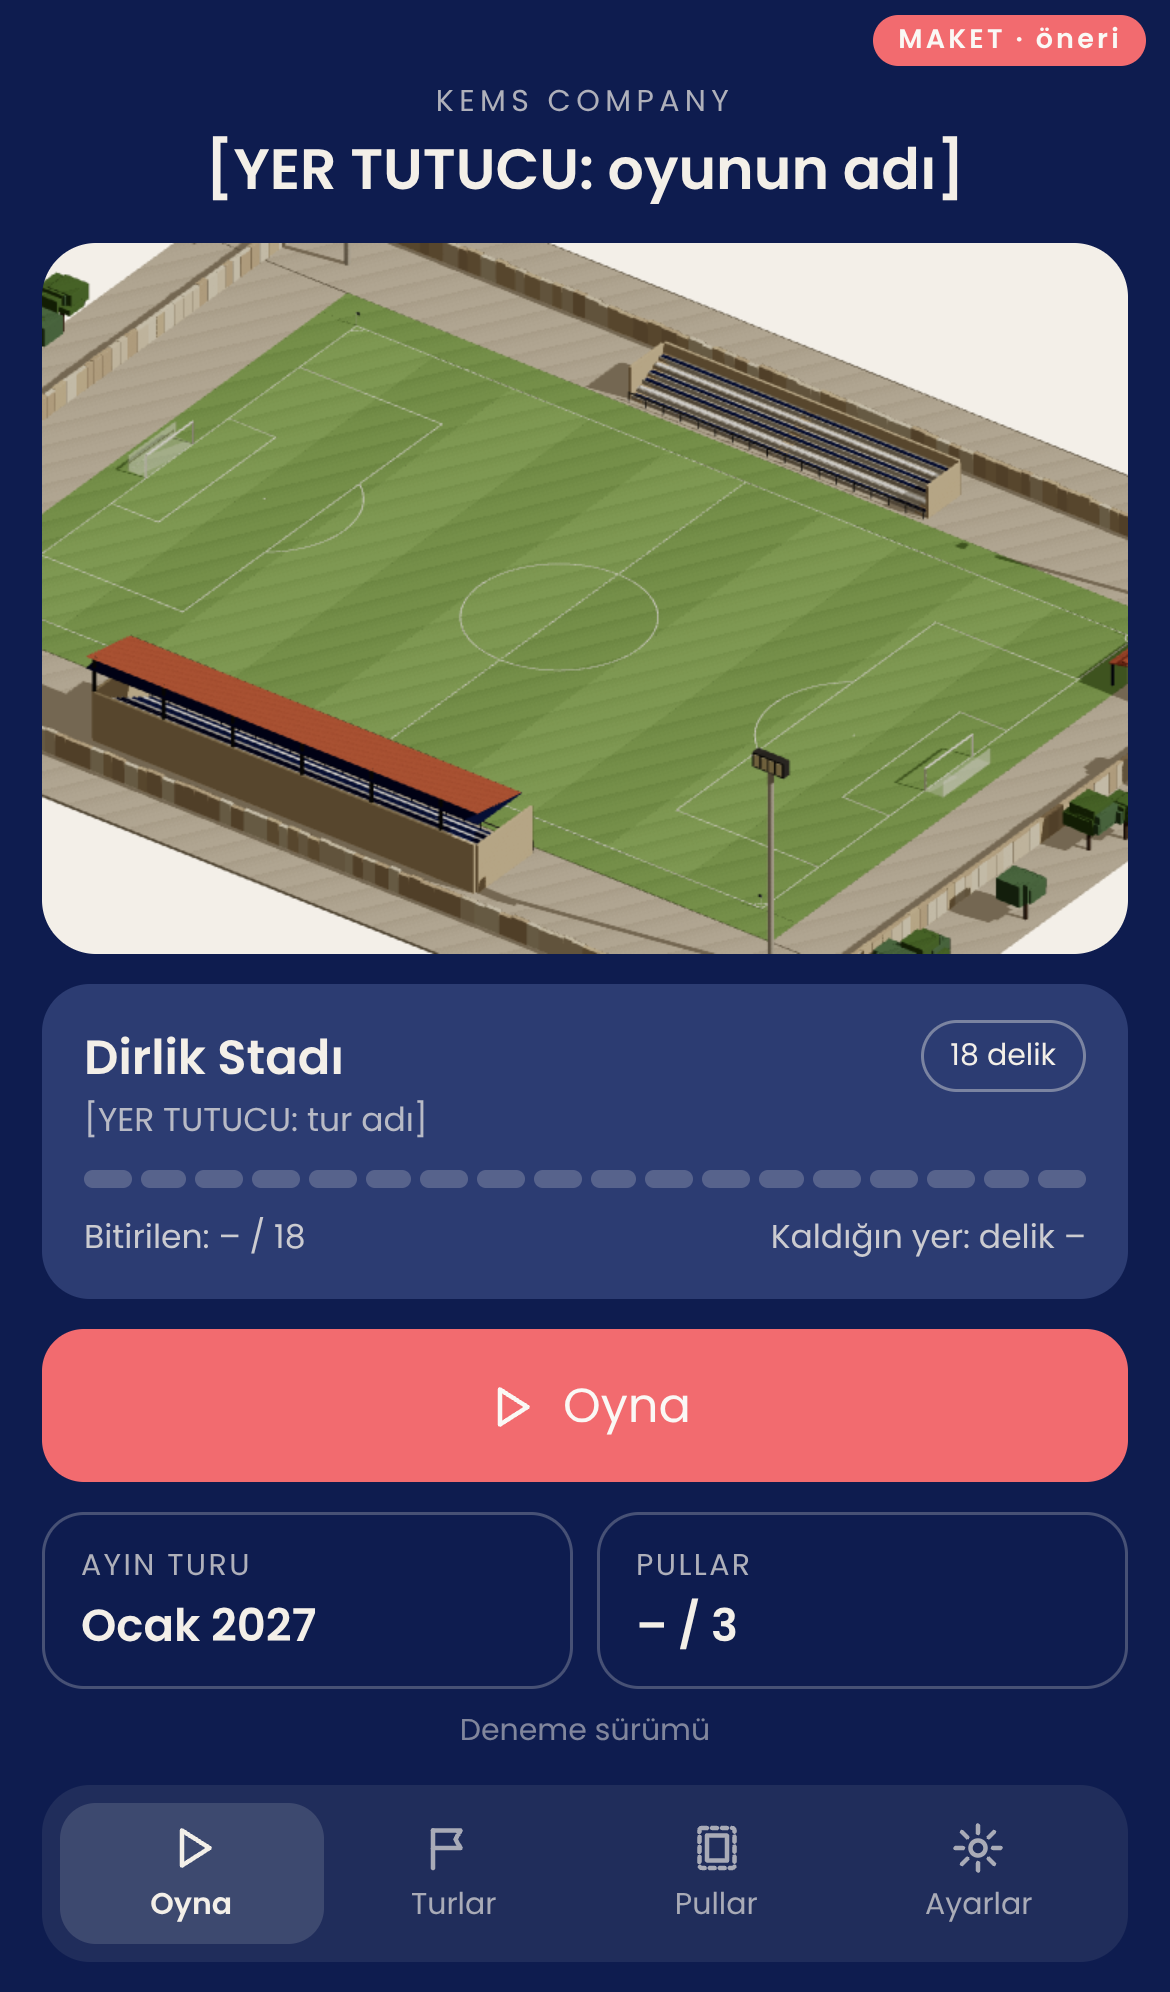 MAKET · öneri
KEMS COMPANY
[YER TUTUCU: oyunun adı]
Dirlik Stadı
18 delik
[YER TUTUCU: tur adı]
Bitirilen: – / 18
Kaldığın yer: delik –
Oyna
AYIN TURU
Ocak 2027
PULLAR
– / 3
Deneme sürümü
Oyna
Turlar
Pullar
Ayarlar